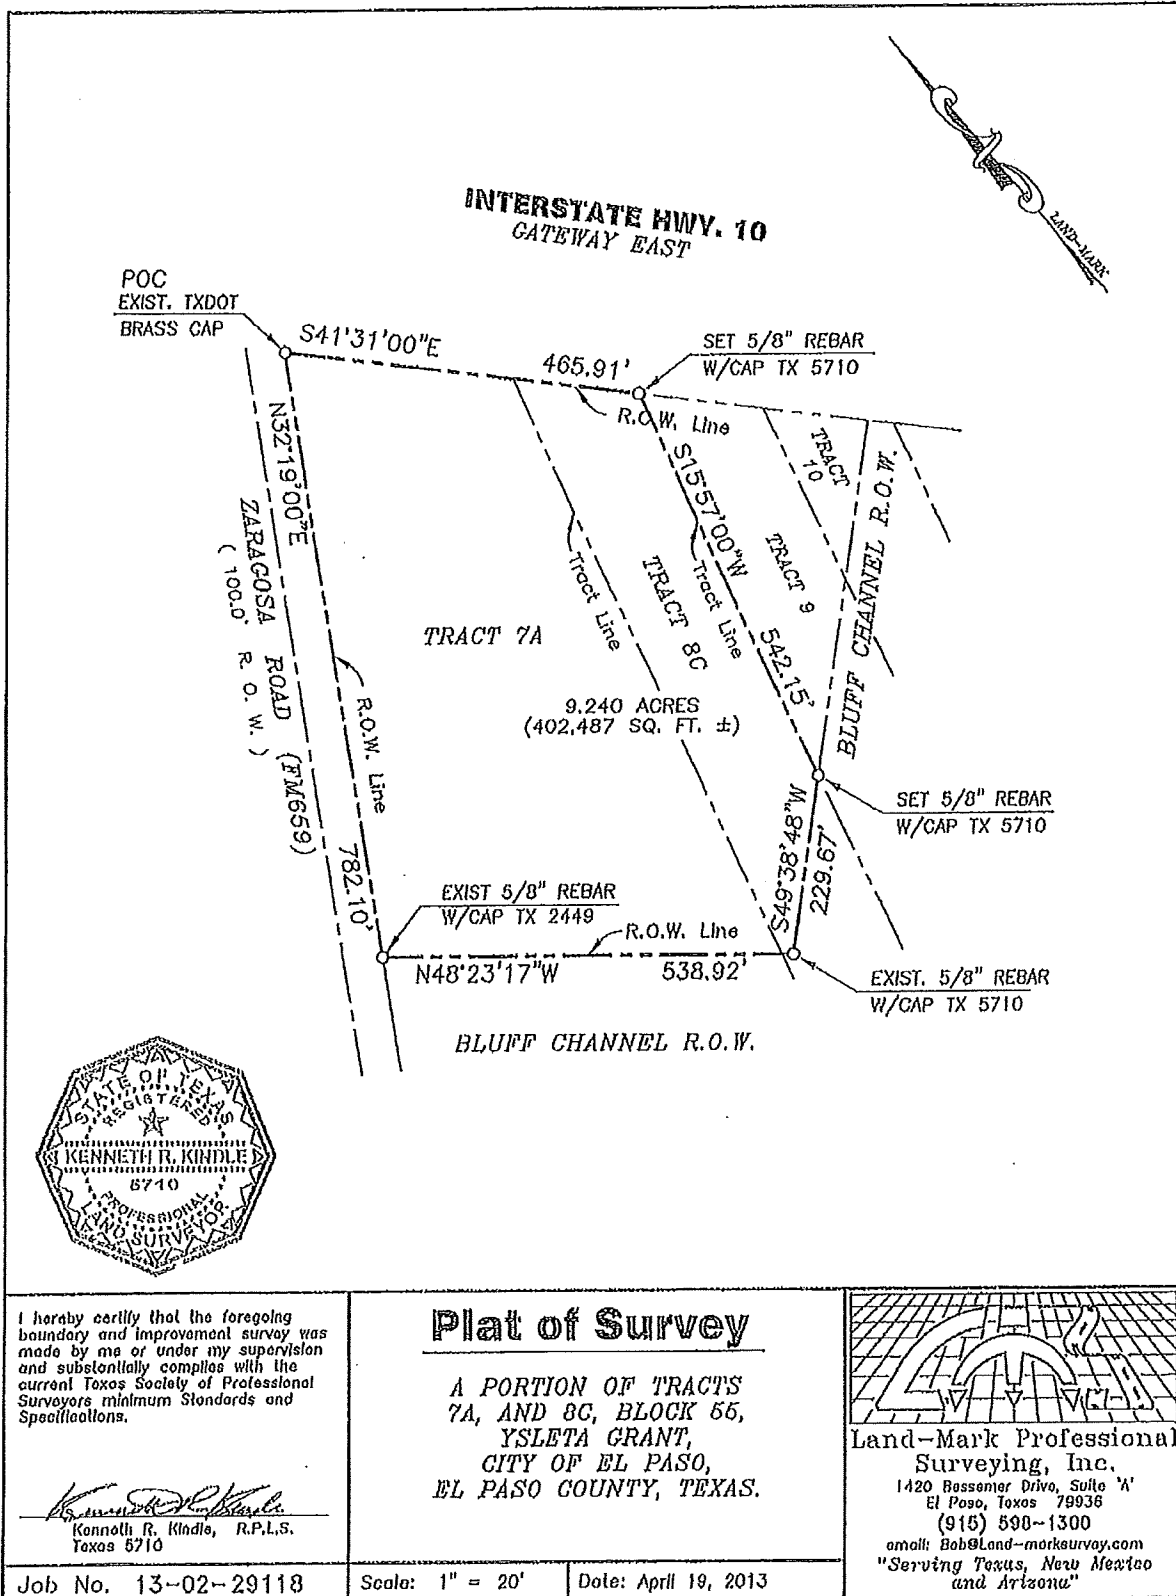 LAND-MARK
INTERSTATE HWY. 10
GATEWAY EAST
POC
EXIST. TXDOT
BRASS CAP
S41°31'00"E
465.91'
R.O.W. Line
SET 5/8" REBAR
W/CAP TX 5710
N32°19'00"E
782.10'
R.O.W. Line
ZARAGOSA ROAD (FM659)
( 100.0' R. O. W. )
TRACT 7A
Tract Line
TRACT 8C
S15°57'00"W
542.15'
Tract Line
TRACT 9
TRACT
10
BLUFF CHANNEL R.O.W.
9.240 ACRES
(402,487 SQ. FT. ±)
SET 5/8" REBAR
W/CAP TX 5710
S49°38'48"W
229.67'
EXIST 5/8" REBAR
W/CAP TX 2449
R.O.W. Line
N48°23'17"W
538.92'
EXIST. 5/8" REBAR
W/CAP TX 5710
BLUFF CHANNEL R.O.W.
STATE OF TEXAS
REGISTERED
KENNETH R. KINDLE
5710
PROFESSIONAL
LAND SURVEYOR
I hereby certify that the foregoing
boundary and improvement survey was
made by me or under my supervision
and substantially complies with the
current Texas Society of Professional
Surveyors minimum Standards and
Specifications.
Kenneth R. Kindle, R.P.L.S.
Texas 5710
Job No. 13-02-29118
Plat of Survey
A PORTION OF TRACTS
7A, AND 8C, BLOCK 55,
YSLETA GRANT,
CITY OF EL PASO,
EL PASO COUNTY, TEXAS.
Scale: 1" = 20'
Date: April 19, 2013
Land-Mark Professional
Surveying, Inc.
1420 Bessemer Drive, Suite 'A'
El Paso, Texas 79936
(915) 598-1300
email: Bob@Land-marksurvey.com
"Serving Texas, New Mexico
and Arizona"